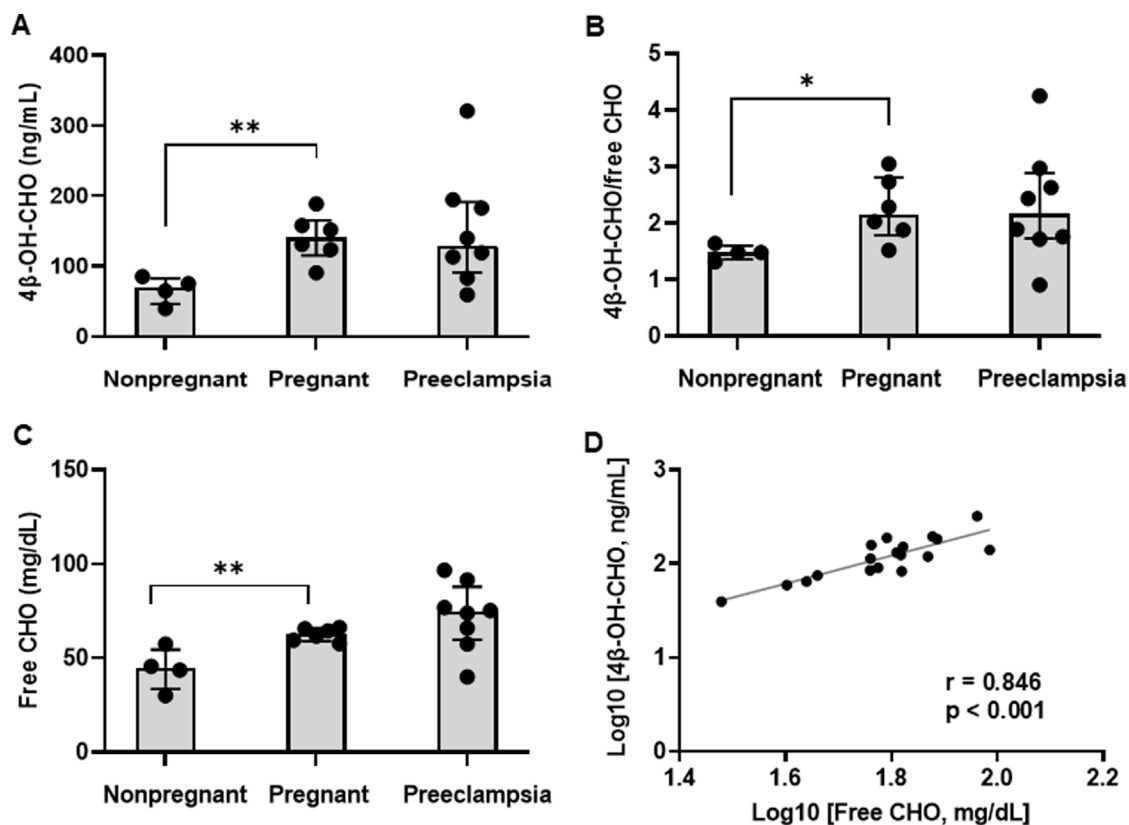 A
4β-OH-CHO (ng/mL)
400
300
200
100
0
**
Nonpregnant Pregnant Preeclampsia
B
4β-OH-CHO/free CHO
5
4
3
2
1
0
*
Nonpregnant Pregnant Preeclampsia
C
Free CHO (mg/dL)
150
100
50
0
**
Nonpregnant Pregnant Preeclampsia
D
Log10 [4β-OH-CHO, ng/mL]
3
2
1
0
r = 0.846
p < 0.001
1.4 1.6 1.8 2.0 2.2
Log10 [Free CHO, mg/dL]